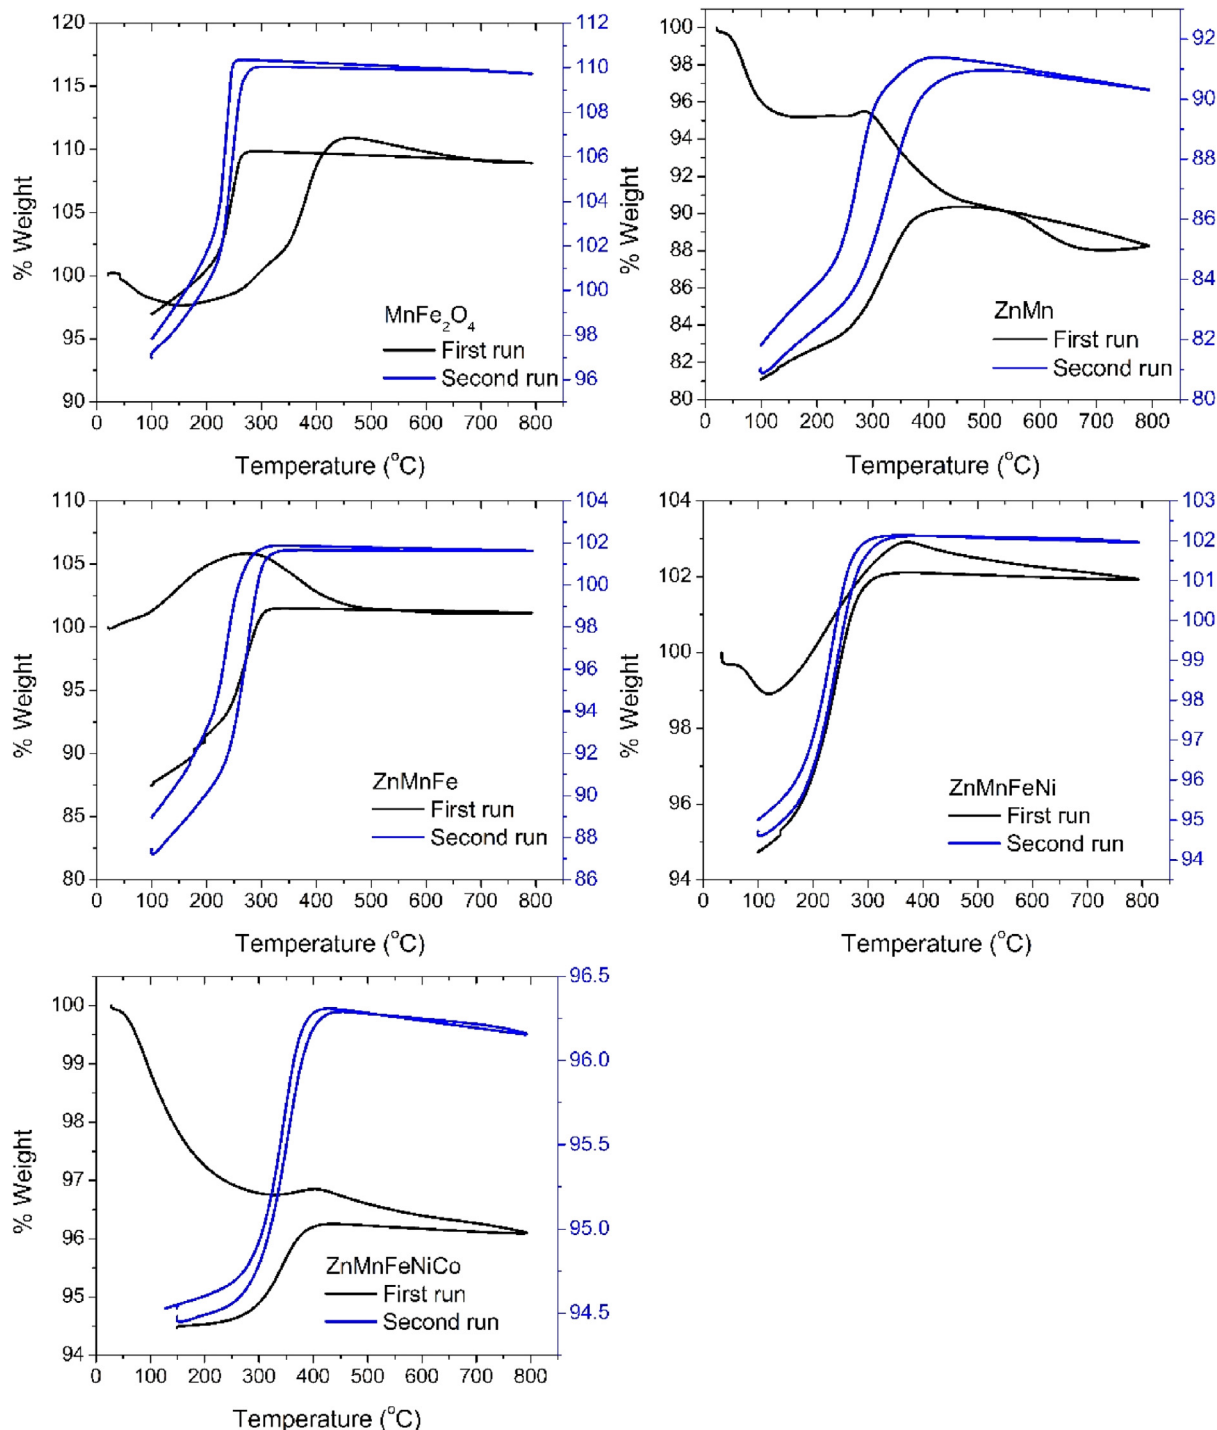 120
115
110
105
100
95
90
% Weight
112
110
108
106
104
102
100
98
96
MnFe₂O₄
First run
Second run
0 100 200 300 400 500 600 700 800
Temperature (°C)
100
98
96
94
92
90
88
86
84
82
80
% Weight
92
90
88
86
84
82
80
ZnMn
First run
Second run
0 100 200 300 400 500 600 700 800
Temperature (°C)
110
105
100
95
90
85
80
% Weight
104
102
100
98
96
94
92
90
88
86
ZnMnFe
First run
Second run
0 100 200 300 400 500 600 700 800
Temperature (°C)
104
102
100
98
96
94
% Weight
103
102
101
100
99
98
97
96
95
94
ZnMnFeNi
First run
Second run
0 100 200 300 400 500 600 700 800
Temperature (°C)
100
99
98
97
96
95
94
% Weight
96.5
96.0
95.5
95.0
94.5
ZnMnFeNiCo
First run
Second run
0 100 200 300 400 500 600 700 800
Temperature (°C)